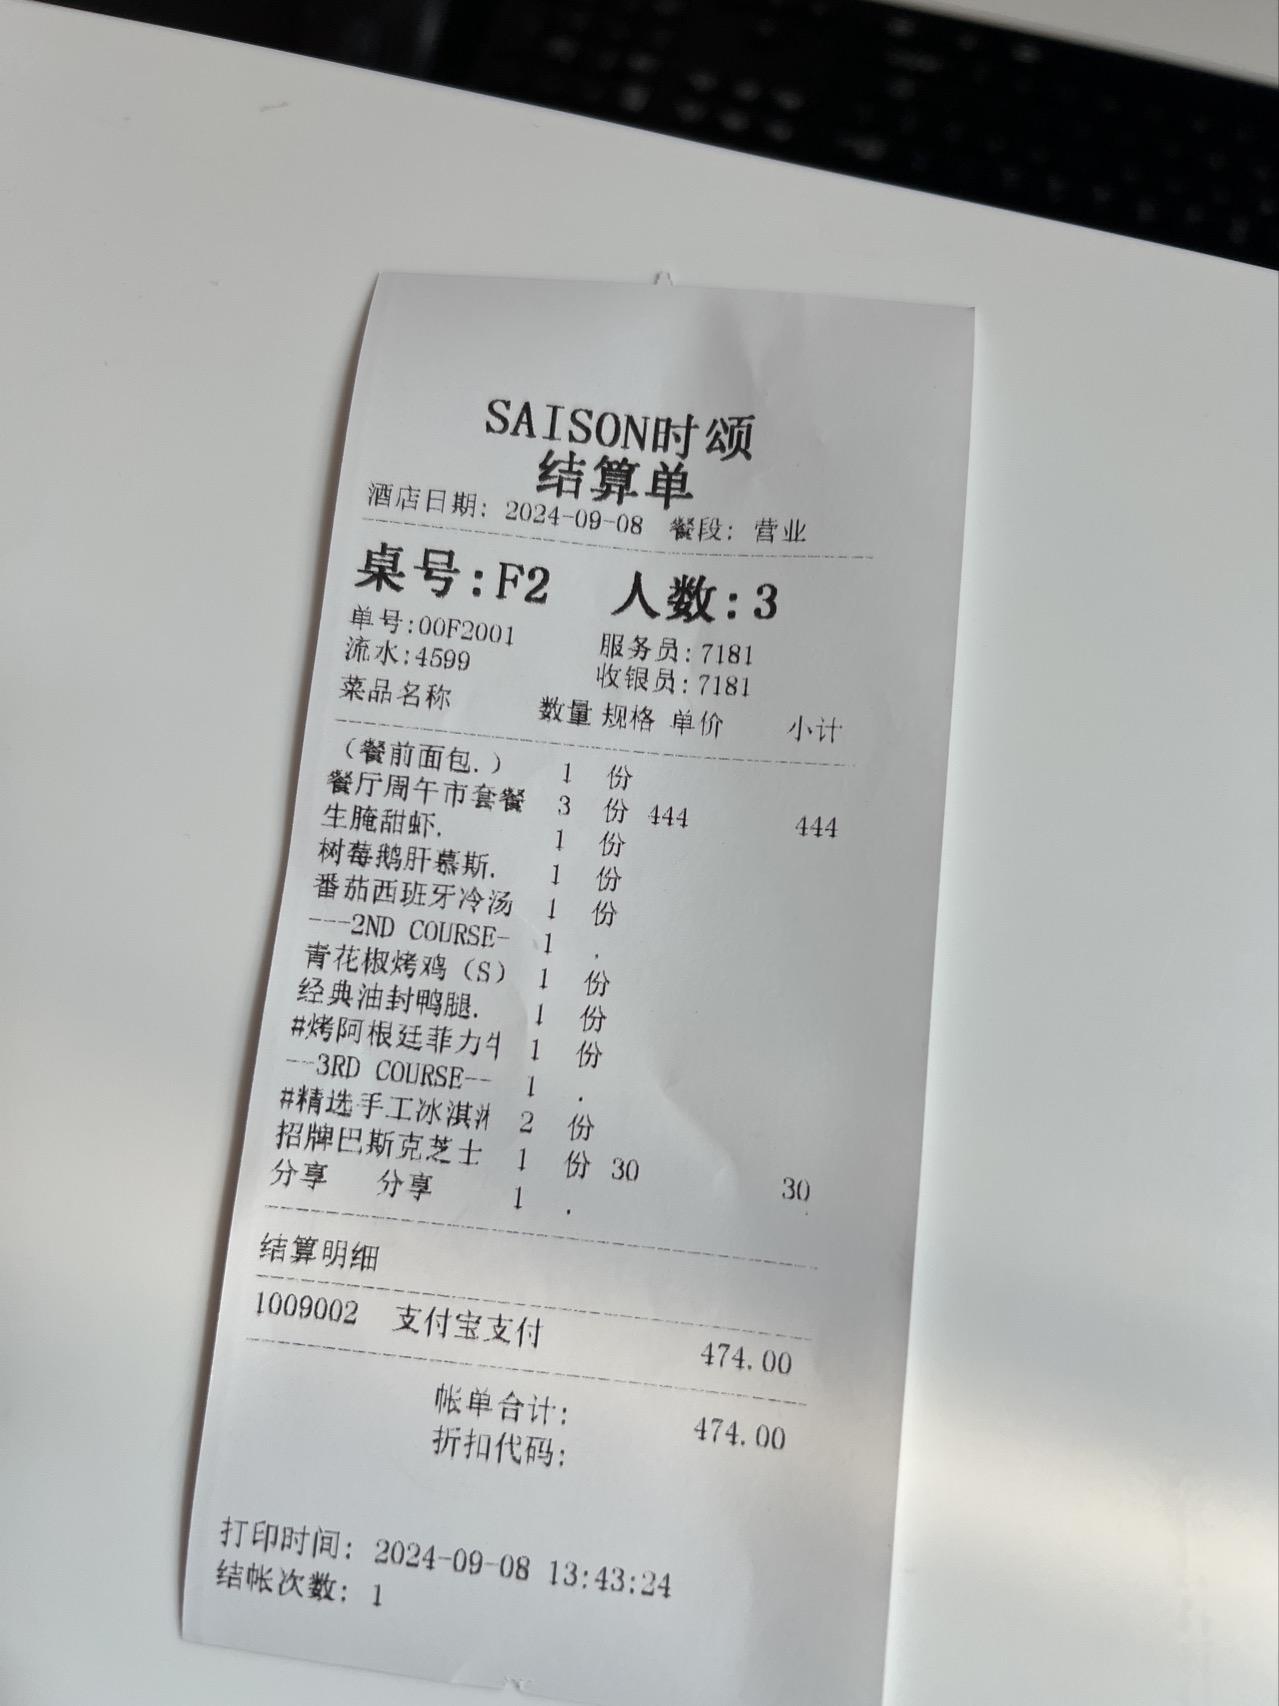 SAISON时颂
结算单
酒店日期: 2024-09-08 餐段: 营业
桌号:F2 人数:3
单号:00F2001 服务员:7181
流水:4599 收银员:7181
菜品名称 数量 规格 单价 小计
(餐前面包.) 1 份
餐厅周午市套餐 3 份 444 444
生腌甜虾. 1 份
树莓鹅肝慕斯. 1 份
番茄西班牙冷汤 1 份
---2ND COURSE- 1 .
青花椒烤鸡(S) 1 份
经典油封鸭腿. 1 份
#烤阿根廷菲力牛 1 份
--3RD COURSE-- 1 .
#精选手工冰淇淋 2 份
招牌巴斯克芝士 1 份 30 30
分享 分享 1 .
结算明细
1009002 支付宝支付 474.00
帐单合计: 474.00
折扣代码:
打印时间: 2024-09-08 13:43:24
结帐次数: 1